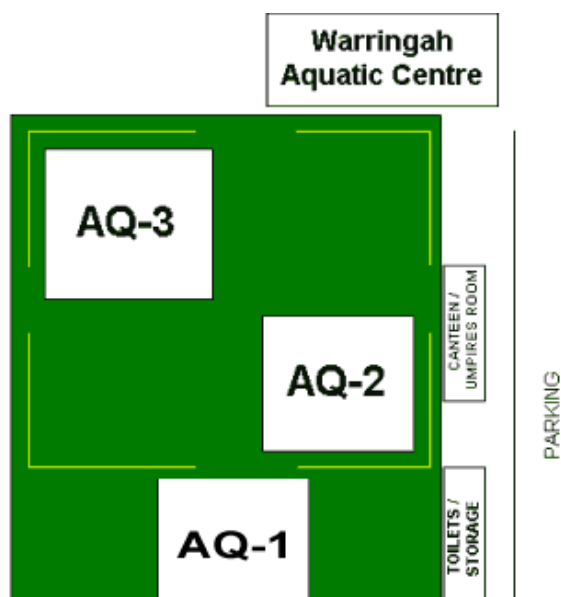 Warringah
Aquatic Centre
AQ-3
CANTEEN /
UMPIRES ROOM
AQ-2
PARKING
TOILETS /
STORAGE
AQ-1